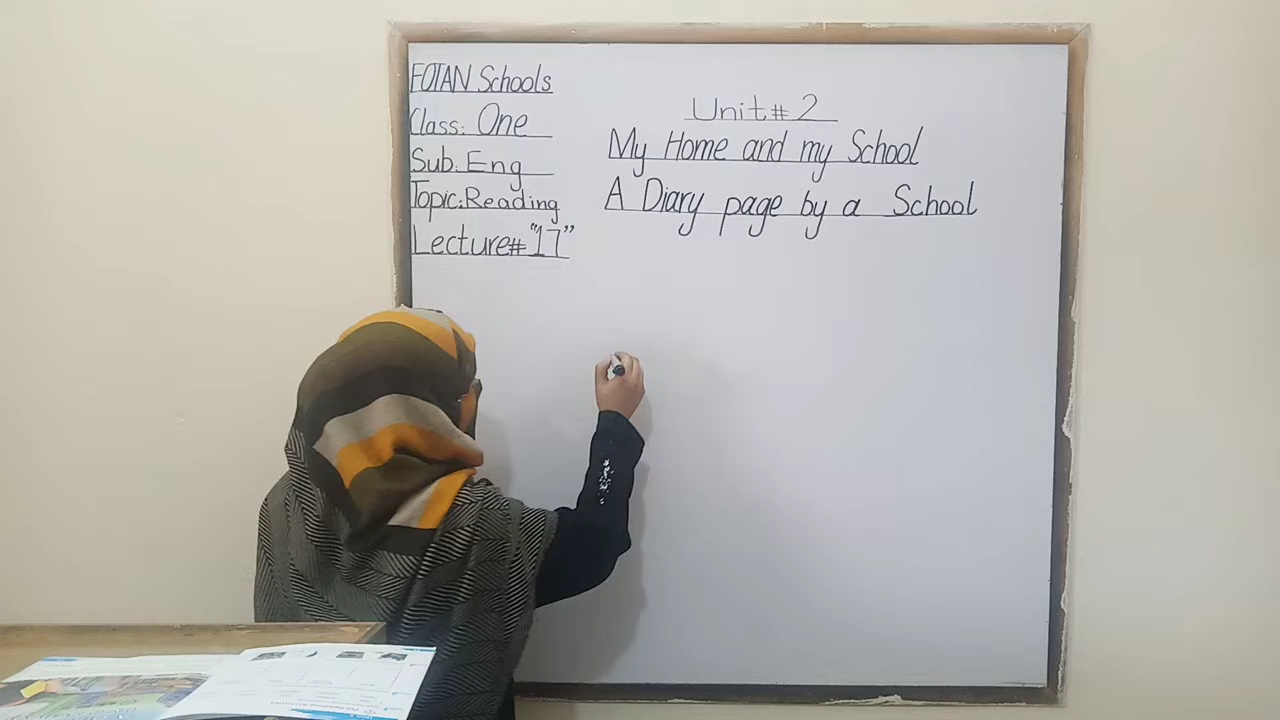 FOTAN Schools
Class: One
Sub: Eng
Topic: Reading
Lecture# "17"
Unit# 2
My Home and my School
A Diary page by a School